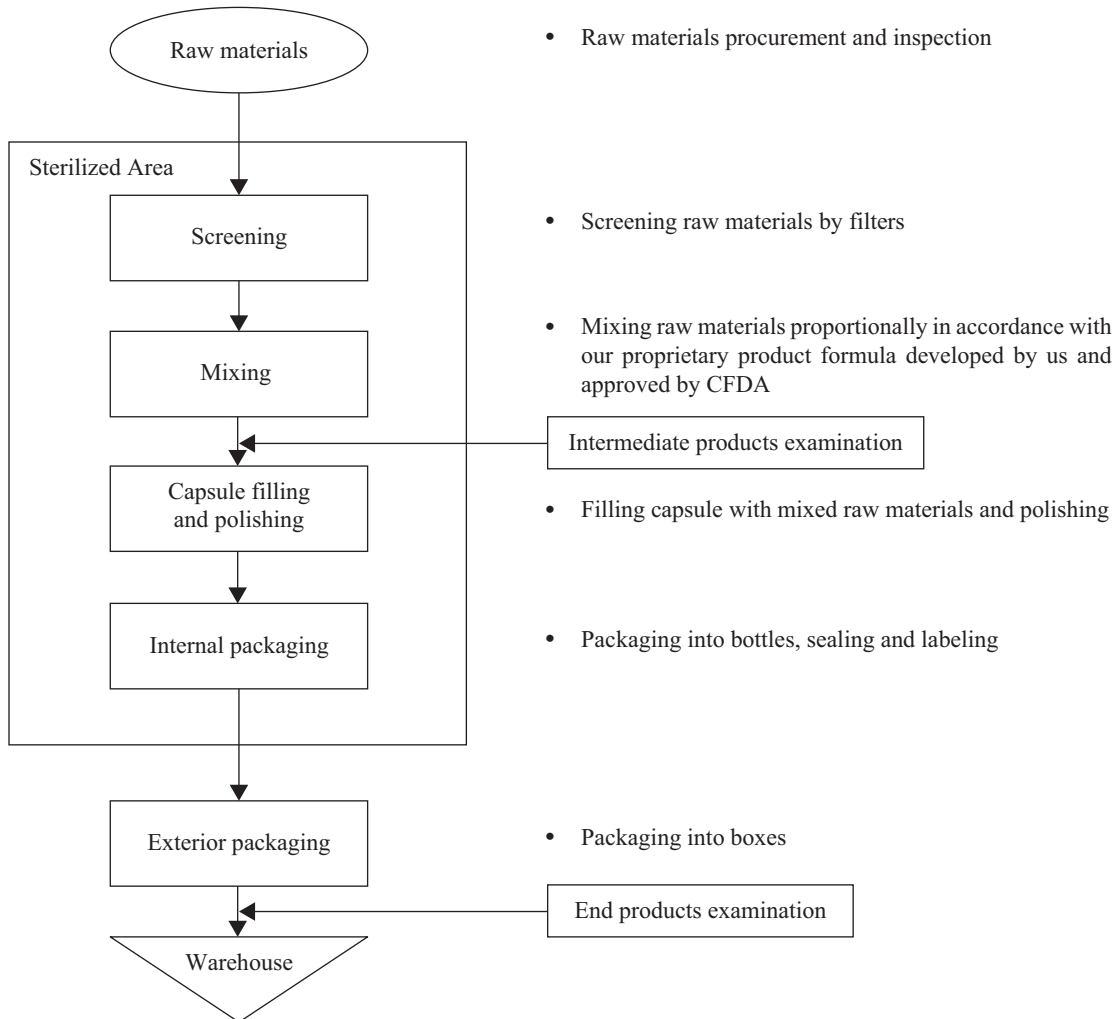 Raw materials
• Raw materials procurement and inspection
Sterilized Area
Screening
• Screening raw materials by filters
Mixing
• Mixing raw materials proportionally in accordance with
our proprietary product formula developed by us and
approved by CFDA
Intermediate products examination
Capsule filling
and polishing
• Filling capsule with mixed raw materials and polishing
Internal packaging
• Packaging into bottles, sealing and labeling
Exterior packaging
• Packaging into boxes
End products examination
Warehouse